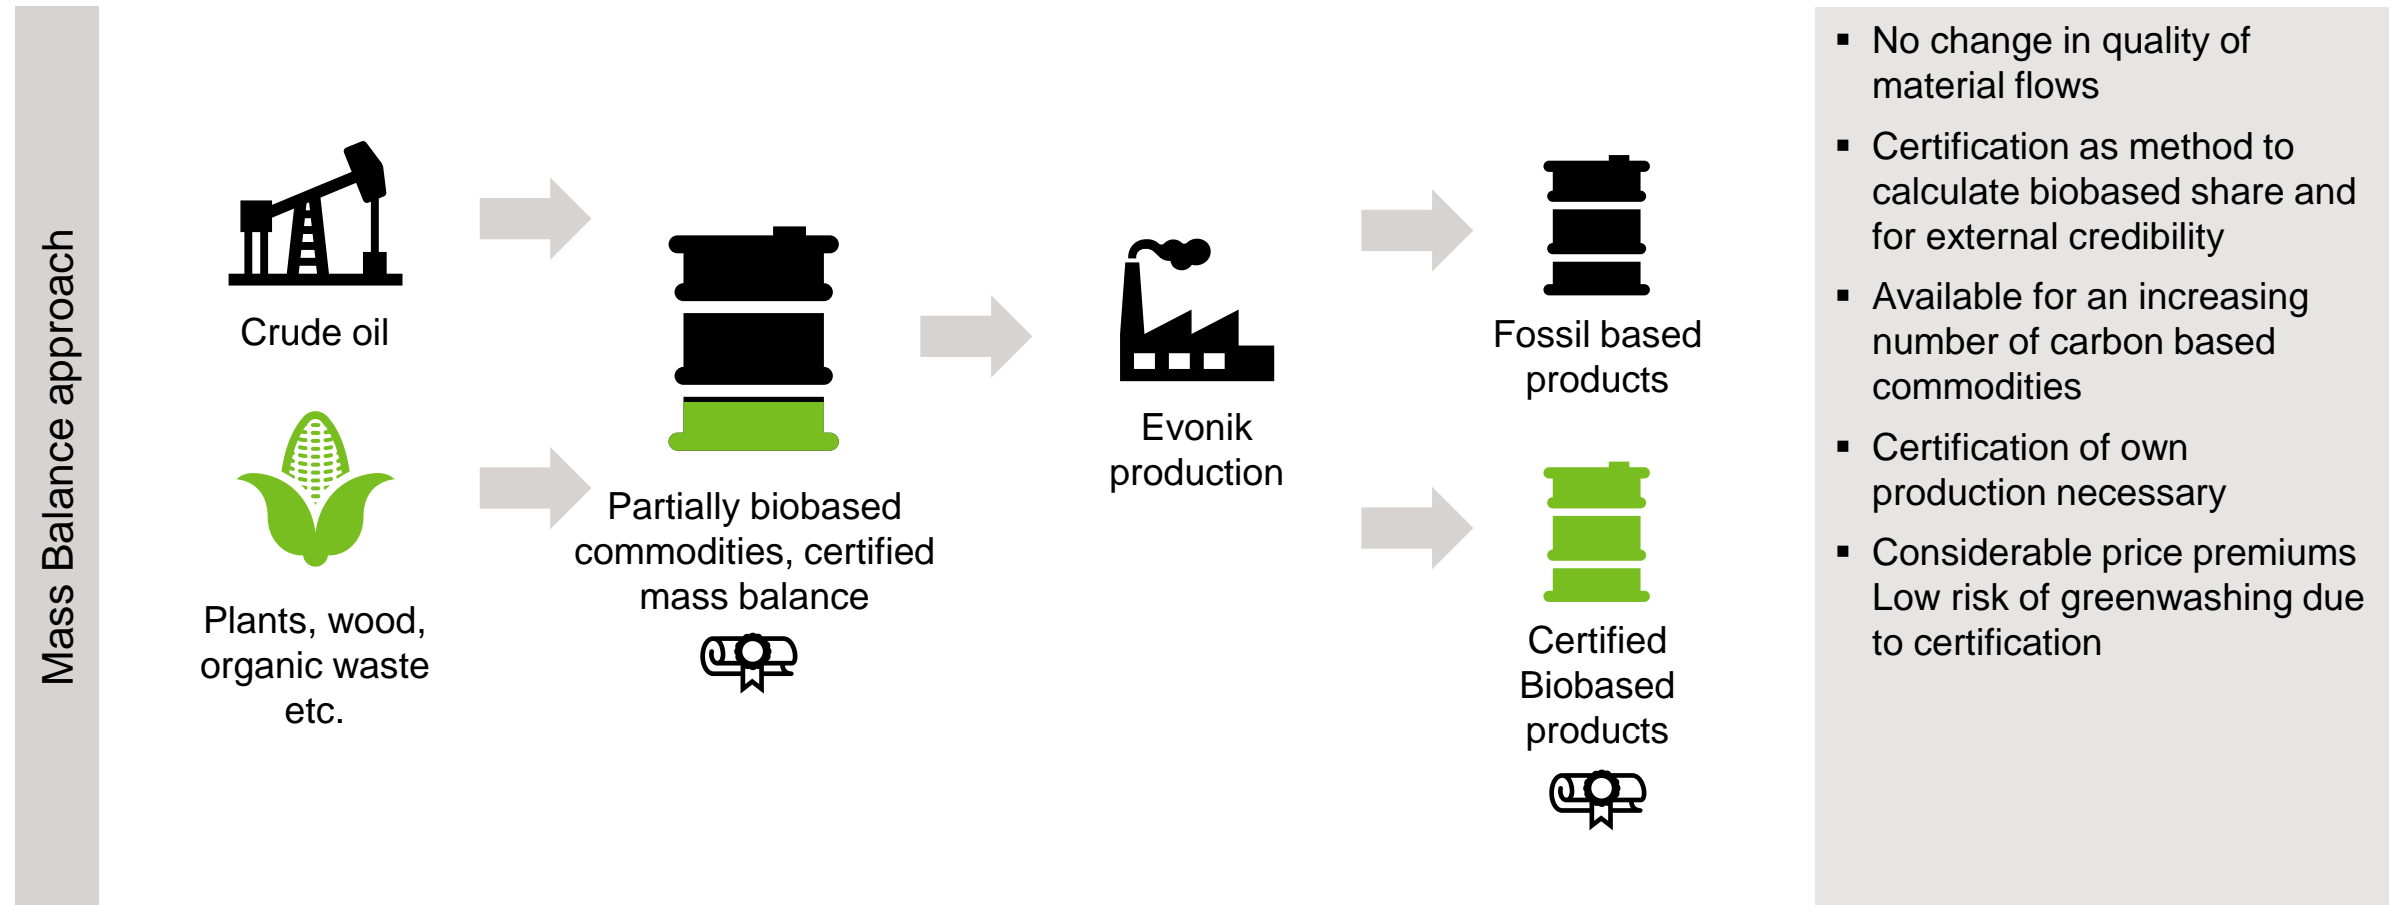 Mass Balance approach
Crude oil
Plants, wood,
organic waste
etc.
Partially biobased
commodities, certified
mass balance
Evonik
production
Fossil based
products
Certified
Biobased
products
▪ No change in quality of
material flows
▪ Certification as method to
calculate biobased share and
for external credibility
▪ Available for an increasing
number of carbon based
commodities
▪ Certification of own
production necessary
▪ Considerable price premiums
Low risk of greenwashing due
to certification